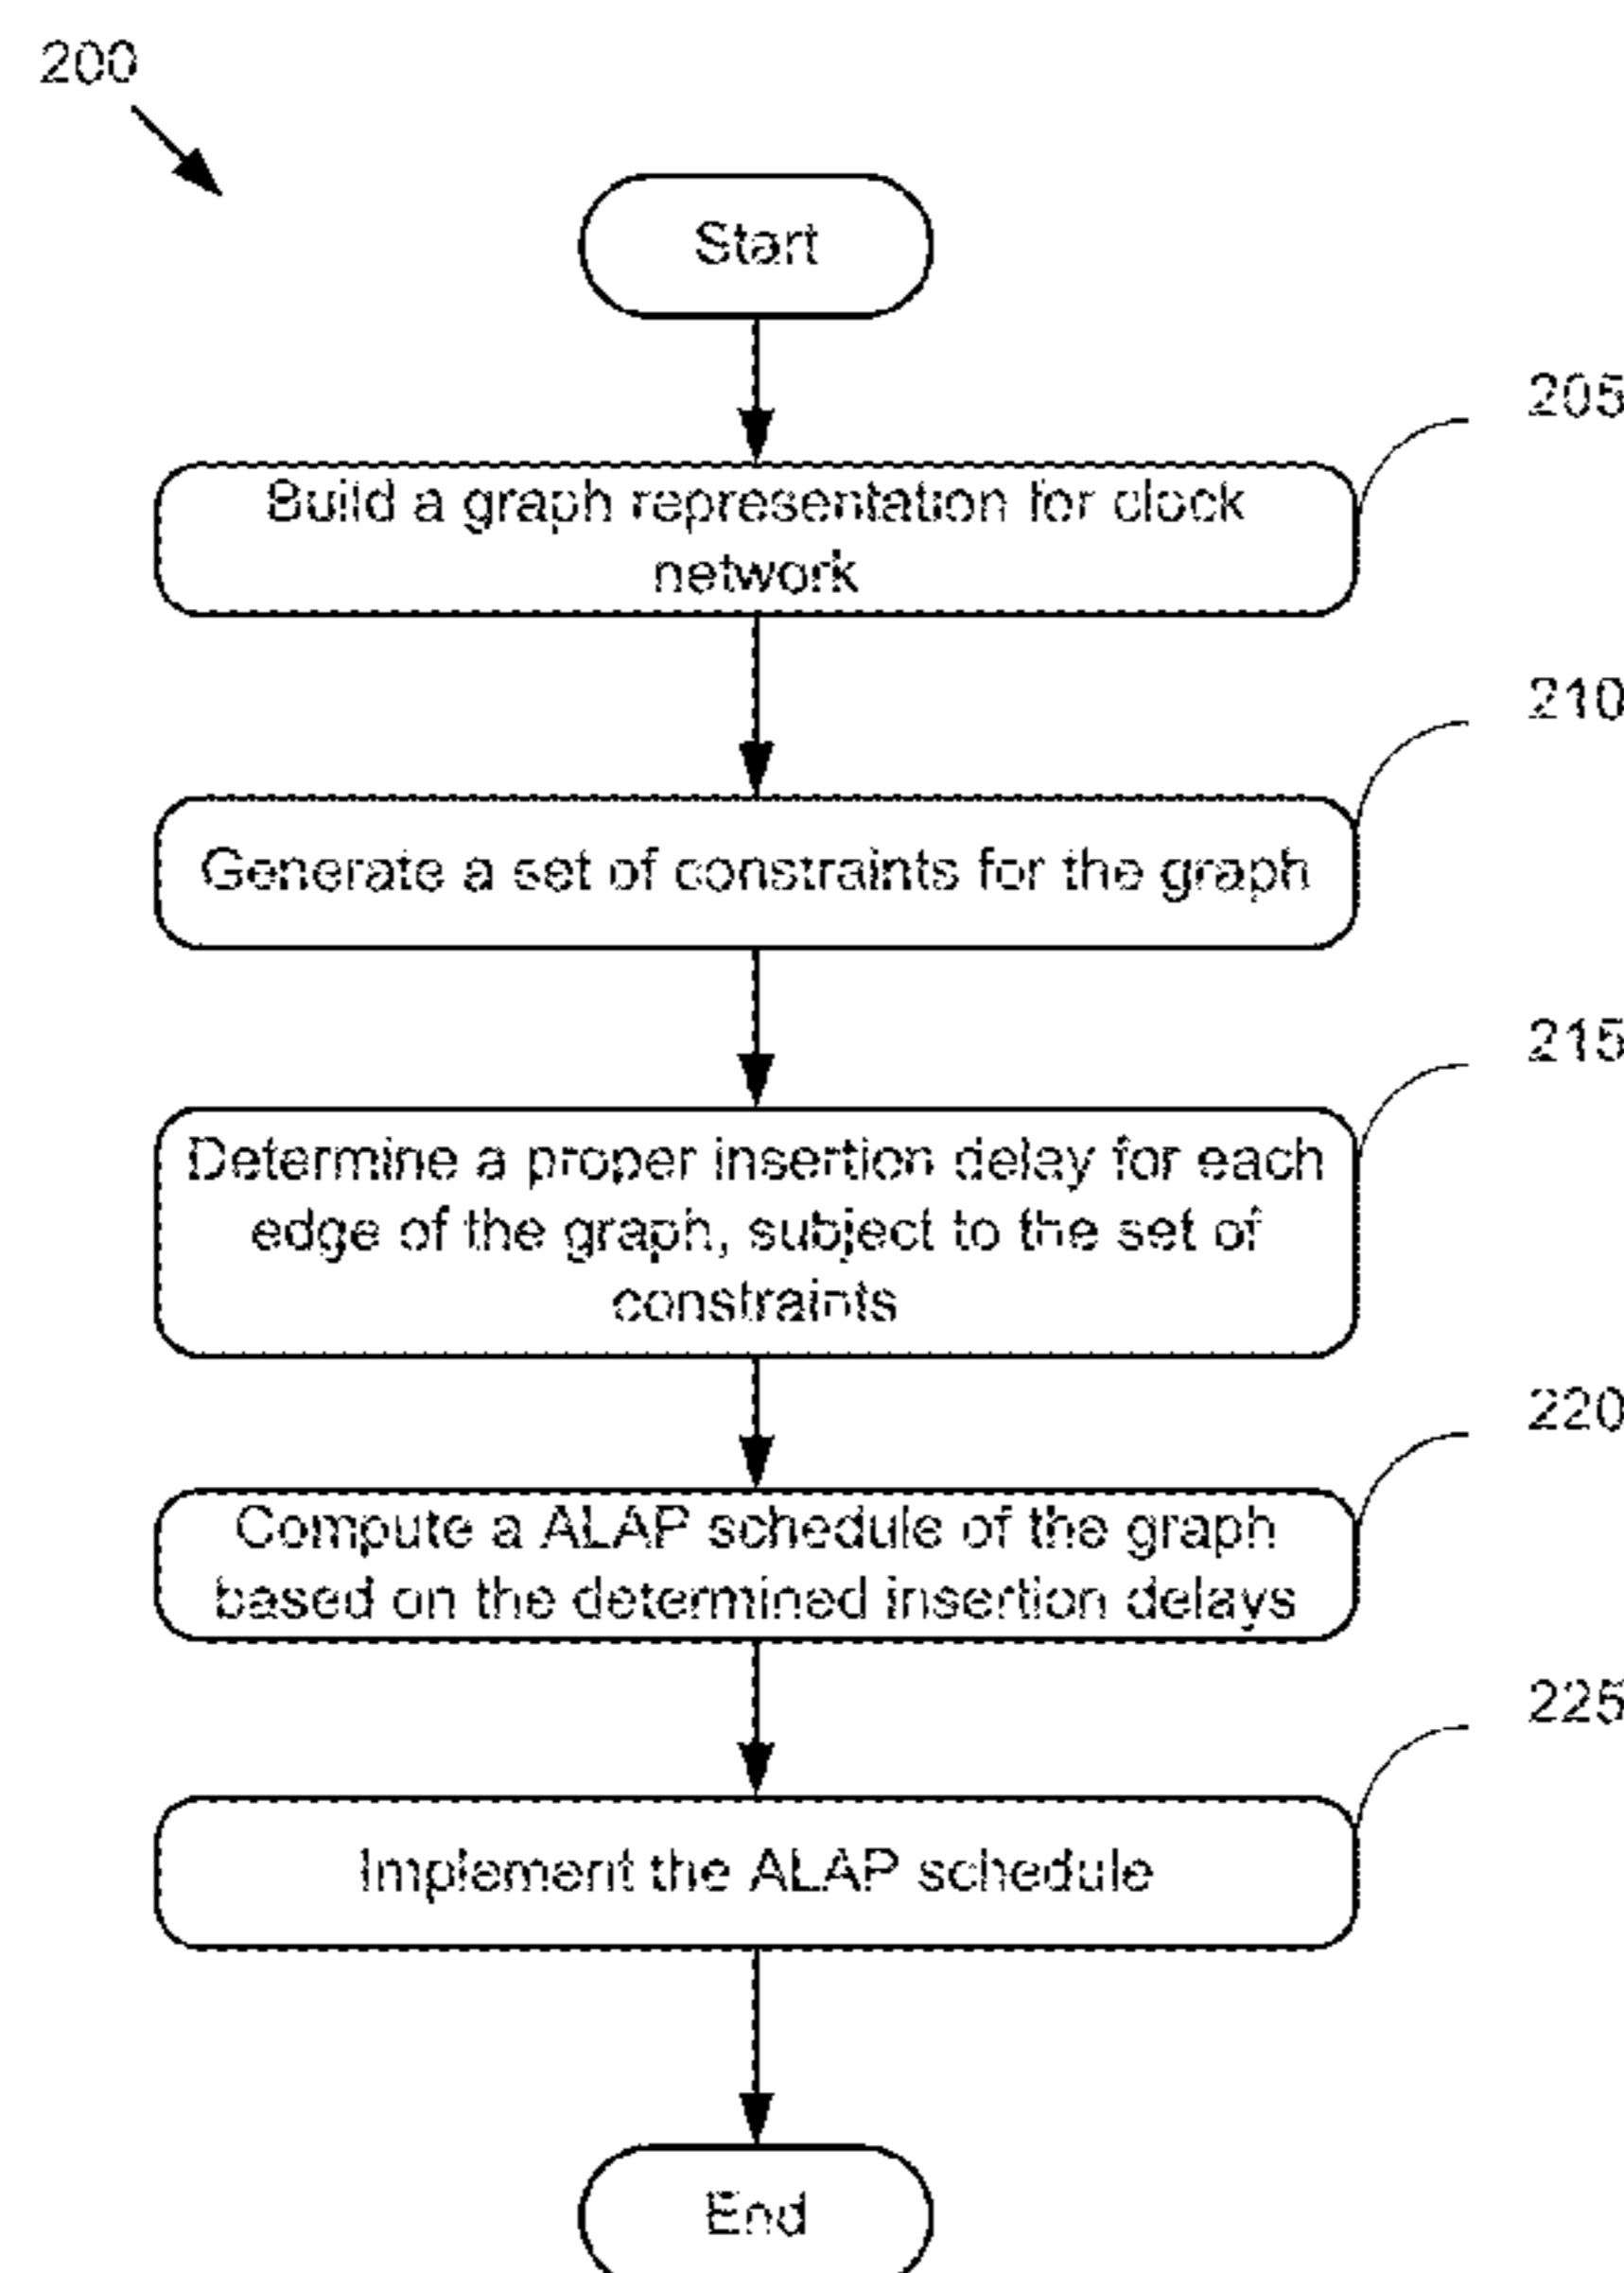 200
Start
205
Build a graph representation for clock
network
210
Generate a set of constraints for the graph
215
Determine a proper insertion delay for each
edge of the graph, subject to the set of
constraints
220
Compute a ALAP schedule of the graph
based on the determined insertion delays
225
Implement the ALAP schedule
End